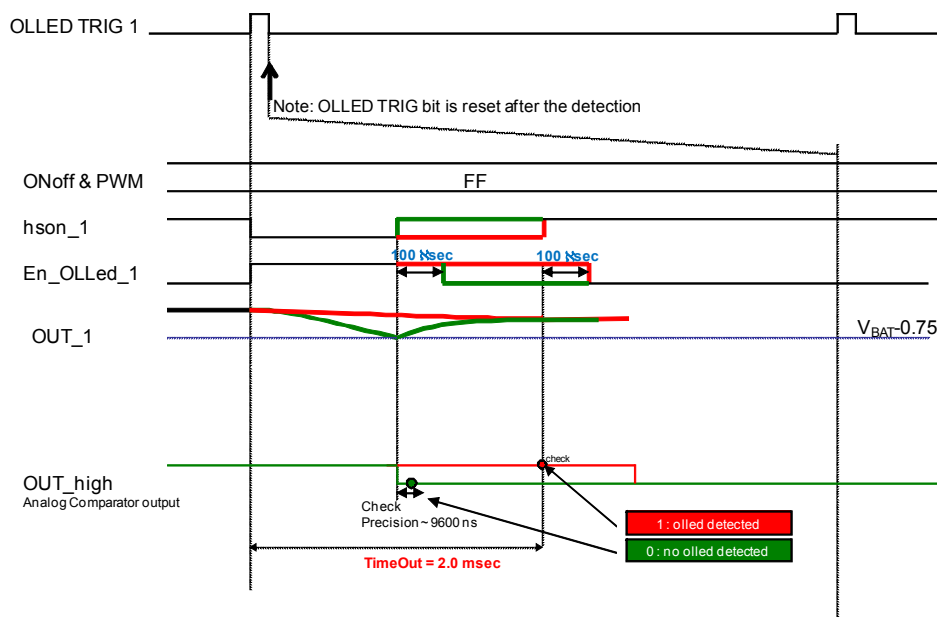 OLLED TRIG 1
Note: OLLED TRIG bit is reset after the detection
ONoff & PWM
FF
hson_1
100 sec
100 sec
En_OLLed_1
OUT_1
VBAT-0.75
check
OUT_high
Analog Comparator output
Check
Precision ~ 9600 ns
1 : olled detected
0 : no olled detected
TimeOut = 2.0 msec